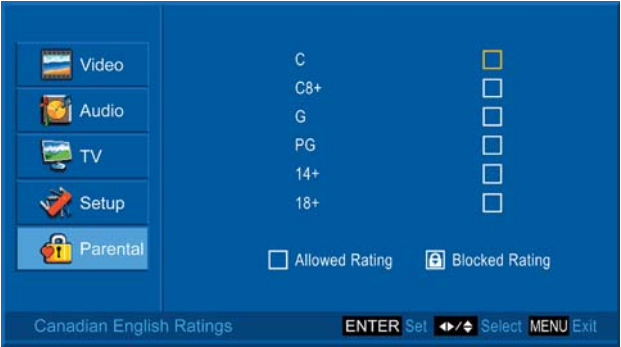 Video
Audio
TV
Setup
Parental
C
C8+
G
PG
14+
18+
Allowed Rating Blocked Rating
Canadian English Ratings ENTER Set / Select MENU Exit